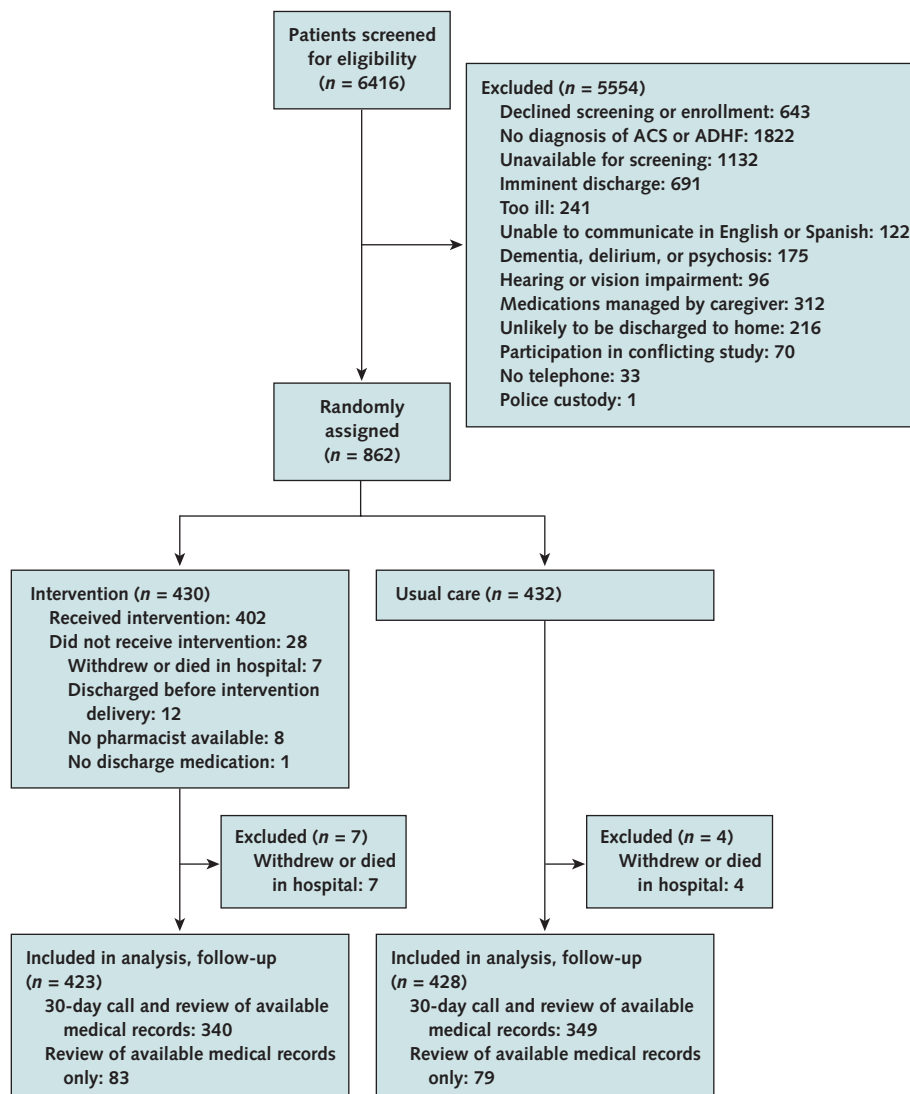 Patients screened
for eligibility
(n = 6416)
Excluded (n = 5554)
Declined screening or enrollment: 643
No diagnosis of ACS or ADHF: 1822
Unavailable for screening: 1132
Imminent discharge: 691
Too ill: 241
Unable to communicate in English or Spanish: 122
Dementia, delirium, or psychosis: 175
Hearing or vision impairment: 96
Medications managed by caregiver: 312
Unlikely to be discharged to home: 216
Participation in conflicting study: 70
No telephone: 33
Police custody: 1
Randomly
assigned
(n = 862)
Intervention (n = 430)
Received intervention: 402
Did not receive intervention: 28
Withdrew or died in hospital: 7
Discharged before intervention
delivery: 12
No pharmacist available: 8
No discharge medication: 1
Usual care (n = 432)
Excluded (n = 7)
Withdrew or died
in hospital: 7
Excluded (n = 4)
Withdrew or died
in hospital: 4
Included in analysis, follow-up
(n = 423)
30-day call and review of available
medical records: 340
Review of available medical records
only: 83
Included in analysis, follow-up
(n = 428)
30-day call and review of available
medical records: 349
Review of available medical records
only: 79